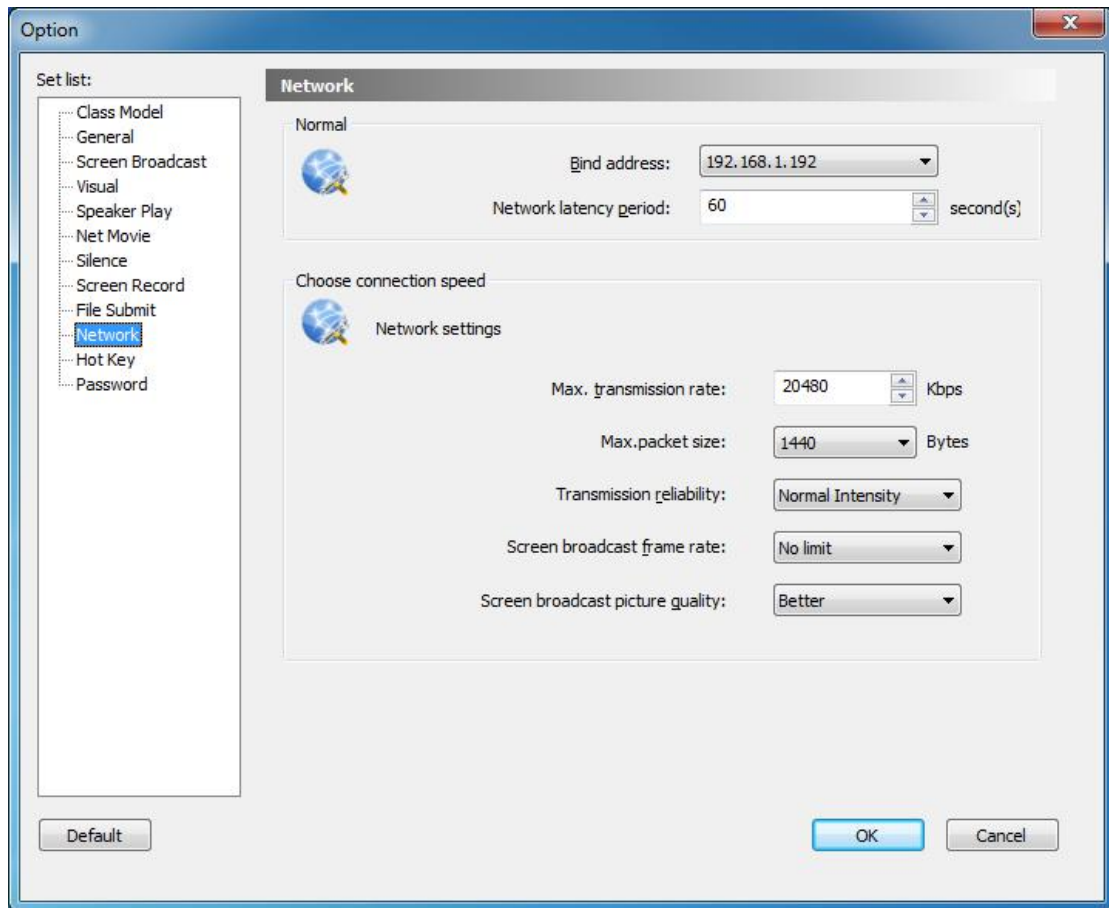 Option
Set list:
Class Model
General
Screen Broadcast
Visual
Speaker Play
Net Movie
Silence
Screen Record
File Submit
Network
Hot Key
Password
Network
Normal
Bind address: 192.168.1.192
Network latency period: 60 second(s)
Choose connection speed
Network settings
Max. transmission rate: 20480 Kbps
Max.packet size: 1440 Bytes
Transmission reliability: Normal Intensity
Screen broadcast frame rate: No limit
Screen broadcast picture quality: Better
Default OK Cancel